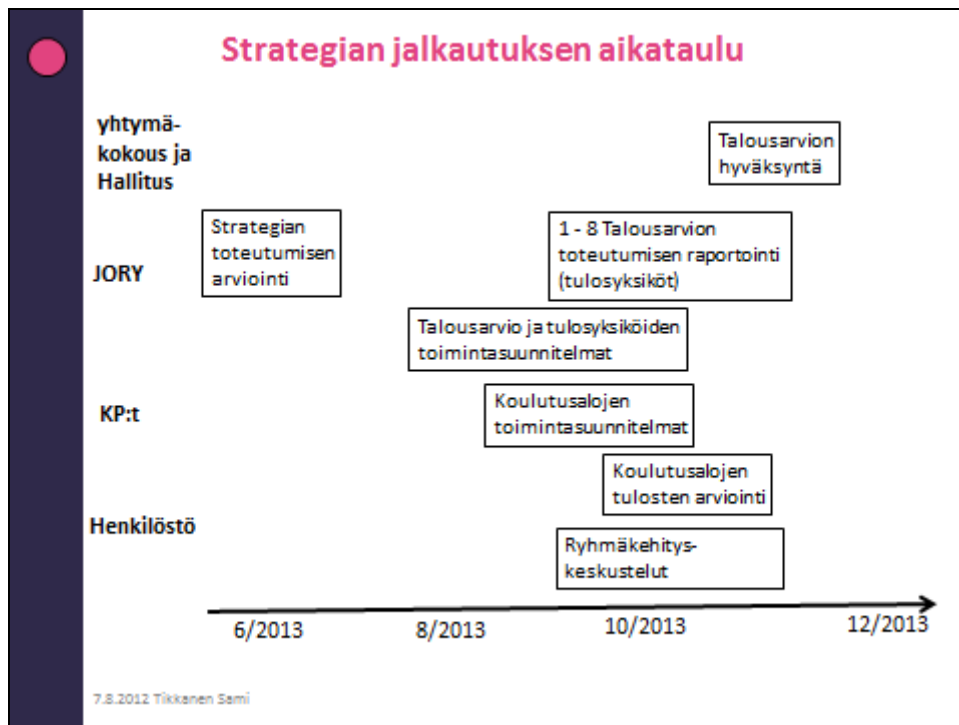 Strategian jalkautuksen aikataulu
yhtymä-
kokous ja
Hallitus
Talousarvion
hyväksyntä
JORY
Strategian
toteutumisen
arviointi
1 - 8 Talousarvion
toteutumisen raportointi
(tulosyksiköt)
Talousarvio ja tulosyksiköiden
toimintasuunnitelmat
KP:t
Koulutusalojen
toimintasuunnitelmat
Koulutusalojen
tulosten arviointi
Henkilöstö
Ryhmäkehitys-
keskustelut
6/2013
8/2013
10/2013
12/2013
7.8.2012 Tikkanen Sami